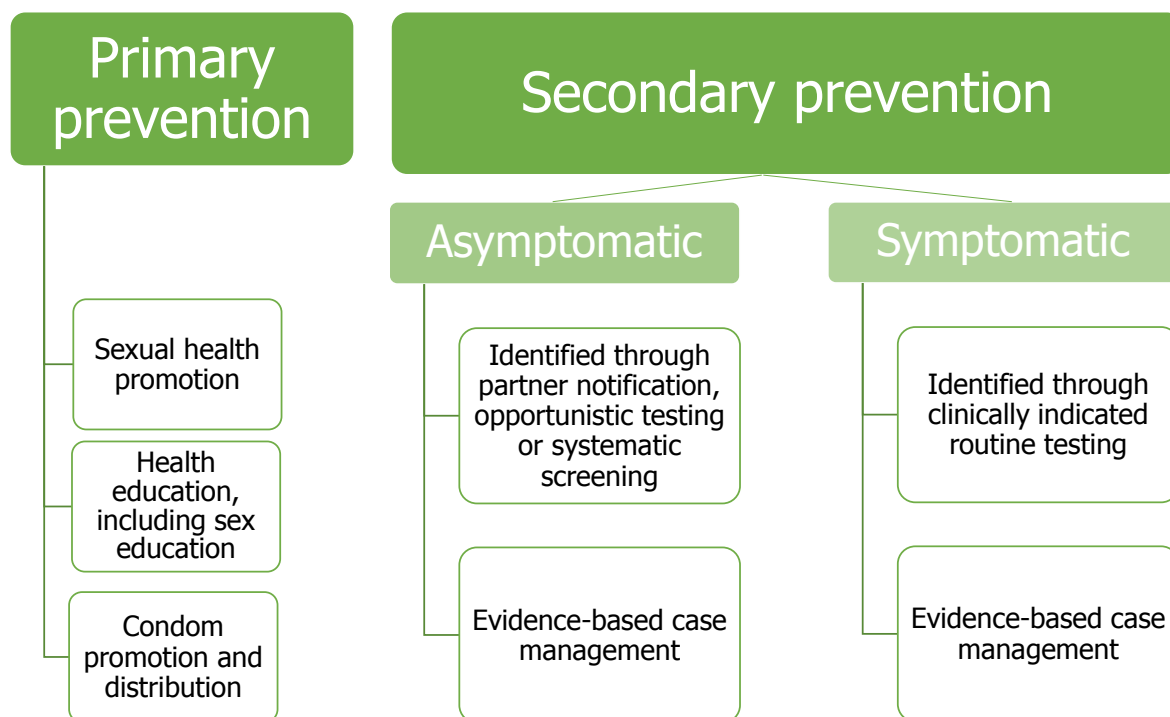 Primary
prevention
Sexual health
promotion
Health
education,
including sex
education
Condom
promotion and
distribution
Secondary prevention
Asymptomatic
Identified through
partner notification,
opportunistic testing
or systematic
screening
Evidence-based case
management
Symptomatic
Identified through
clinically indicated
routine testing
Evidence-based case
management